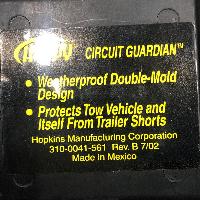 CIRCUIT GUARDIAN™
• Weatherproof Double-Mold
Design
• Protects Tow Vehicle and
Itself From Trailer Shorts
Hopkins Manufacturing Corporation
310-0041-561 Rev. B 7/02
Made in Mexico